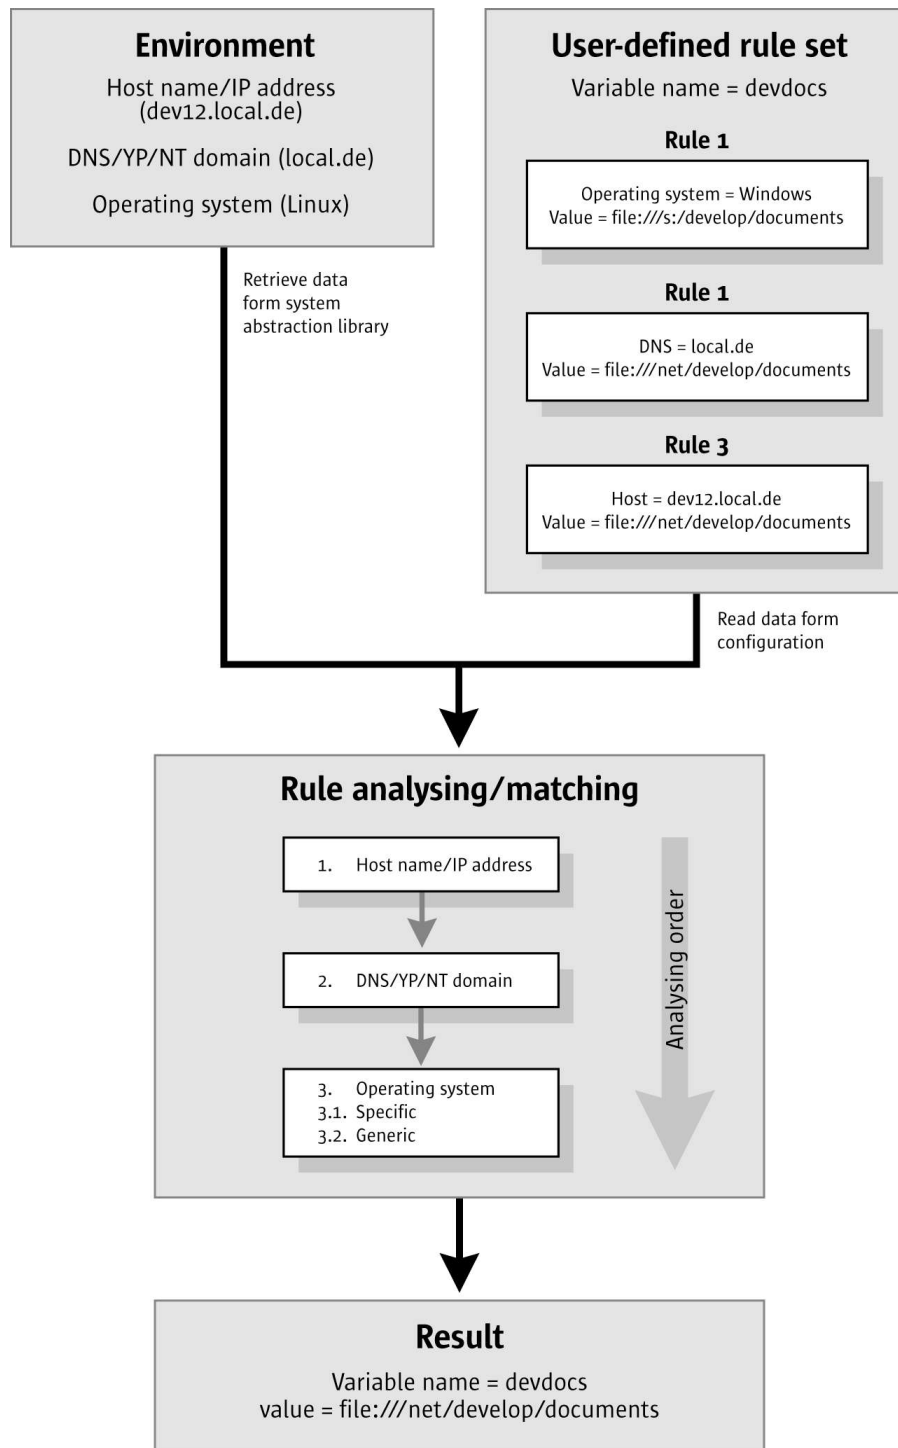 Environment
Host name/IP address
(dev12.local.de)
DNS/YP/NT domain (local.de)
Operating system (Linux)
User-defined rule set
Variable name = devdocs
Rule 1
Operating system = Windows
Value = file:///s:/develop/documents
Rule 1
DNS = local.de
Value = file:///net/develop/documents
Rule 3
Host = dev12.local.de
Value = file:///net/develop/documents
Retrieve data
form system
abstraction library
Read data form
configuration
Rule analysing/matching
1. Host name/IP address
2. DNS/YP/NT domain
3. Operating system
3.1. Specific
3.2. Generic
Analysing order
Result
Variable name = devdocs
value = file:///net/develop/documents